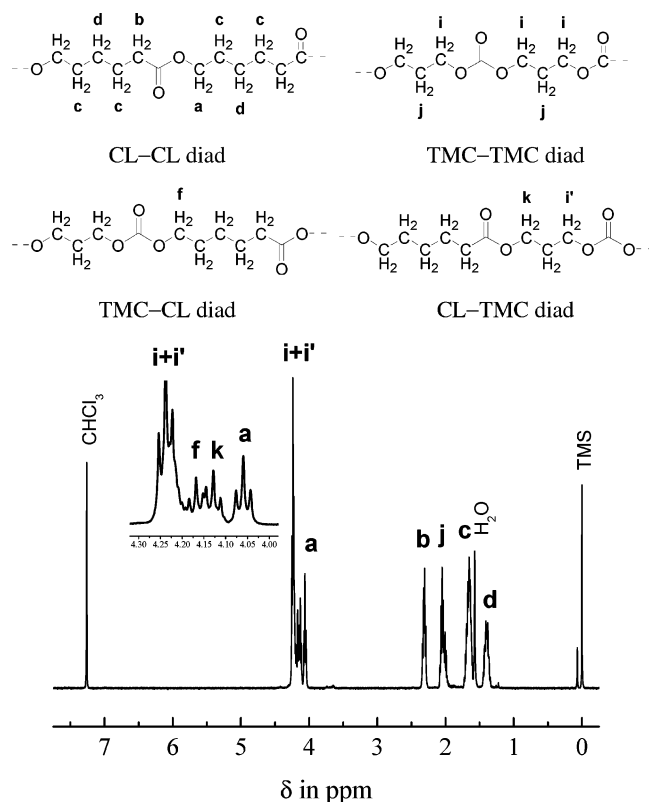 d b c c i i i
H2 H2 H2 H2 O H2 O H2 H2 O
--O C C C C O C C C C C-- --O C C C O O C C C O C--
C C O C C C O C
H2 H2 H2 H2 H2 H2
c c a d j j
CL–CL diad TMC–TMC diad
f k i'
H2 H2 O H2 H2 H2 O-- H2 H2 O H2 H2 O
--O C C O O C C C C --O C C C O C C O O--
C C C O C C C C
H2 H2 H2 H2 H2 H2
TMC–CL diad CL–TMC diad
i+i' i+i'
CHCl3
f k a
4.30 4.25 4.20 4.15 4.10 4.05 4.00
a b j c H2O d TMS
7 6 5 4 3 2 1 0
δ in ppm